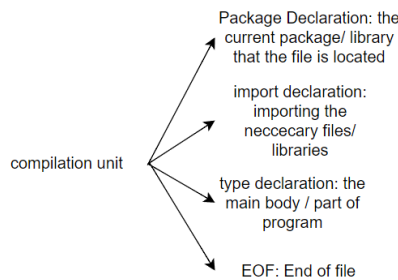 Package Declaration: the
current package/ library
that the file is located
import declaration:
importing the
neccecary files/
libraries
compilation unit
type declaration: the
main body / part of
program
EOF: End of file